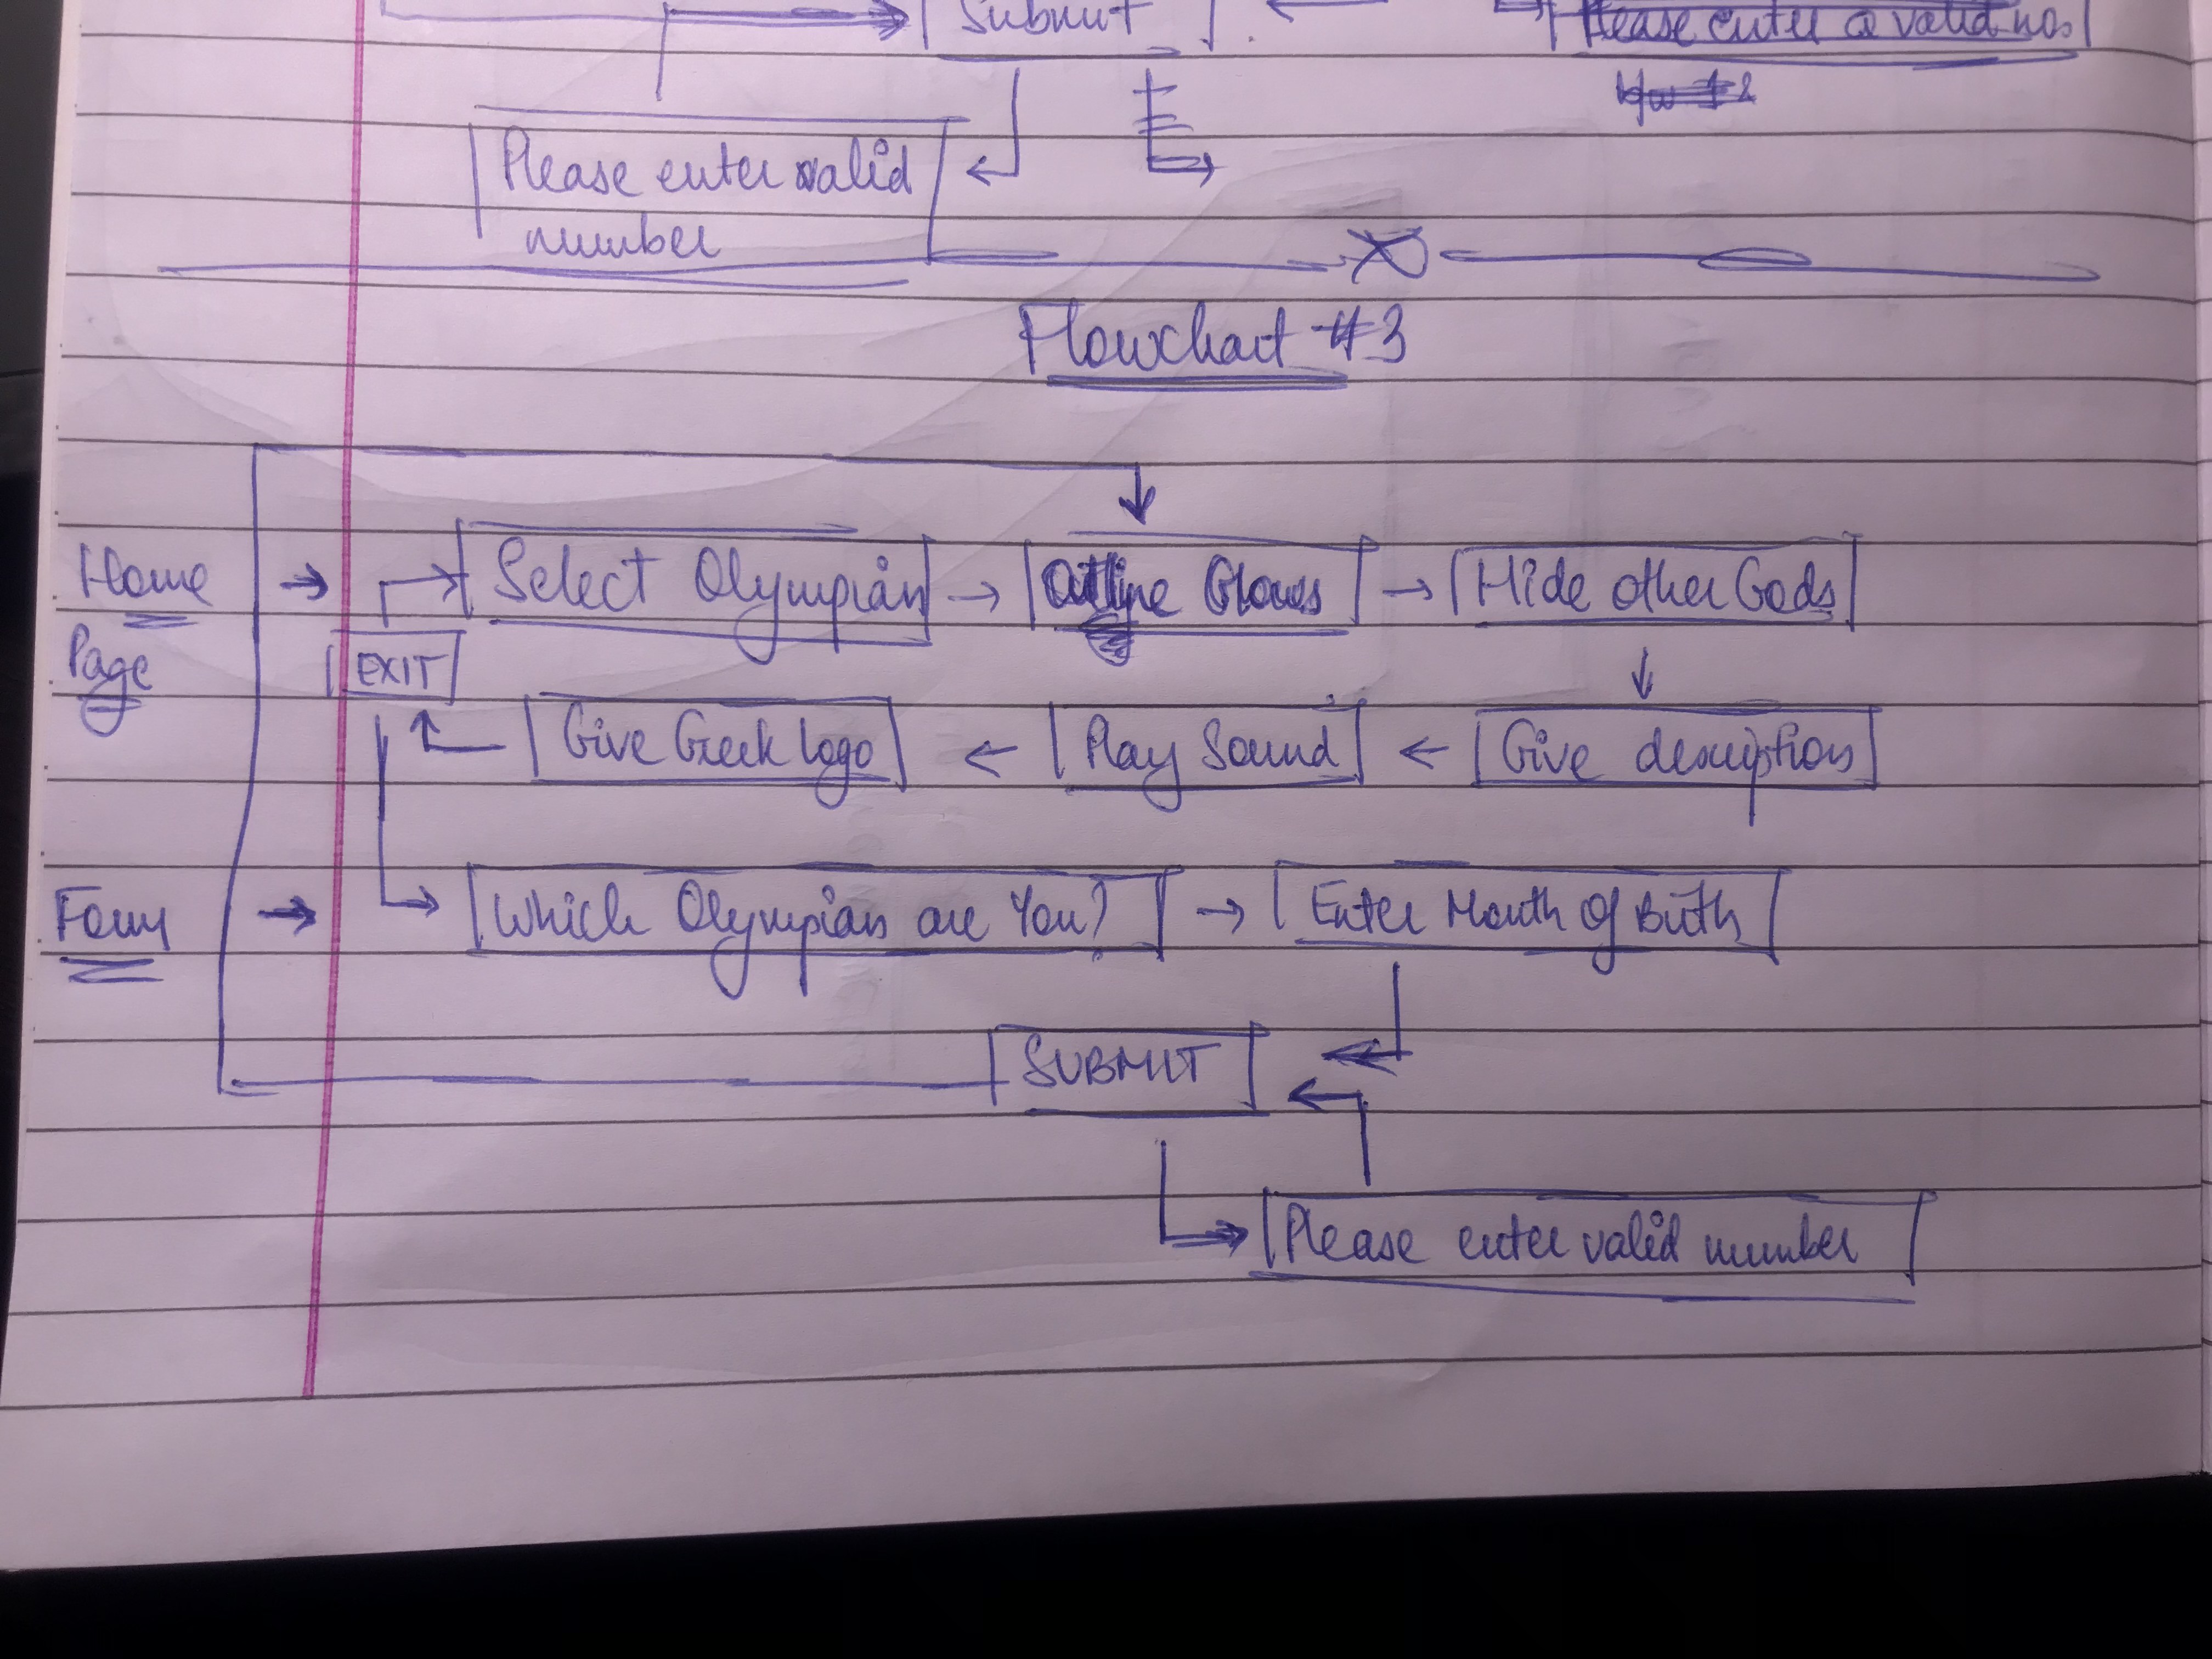 Submit
Please enter a valid nos
Please enter valid
number
Flowchart #3
Home
Page
Select Olympian
Outline Glows
Hide other Gods
EXIT
Give Greek logo
Play Sound
Give description
Form
Which Olympian are You?
Enter Month Of Birth
SUBMIT
Please enter valid number